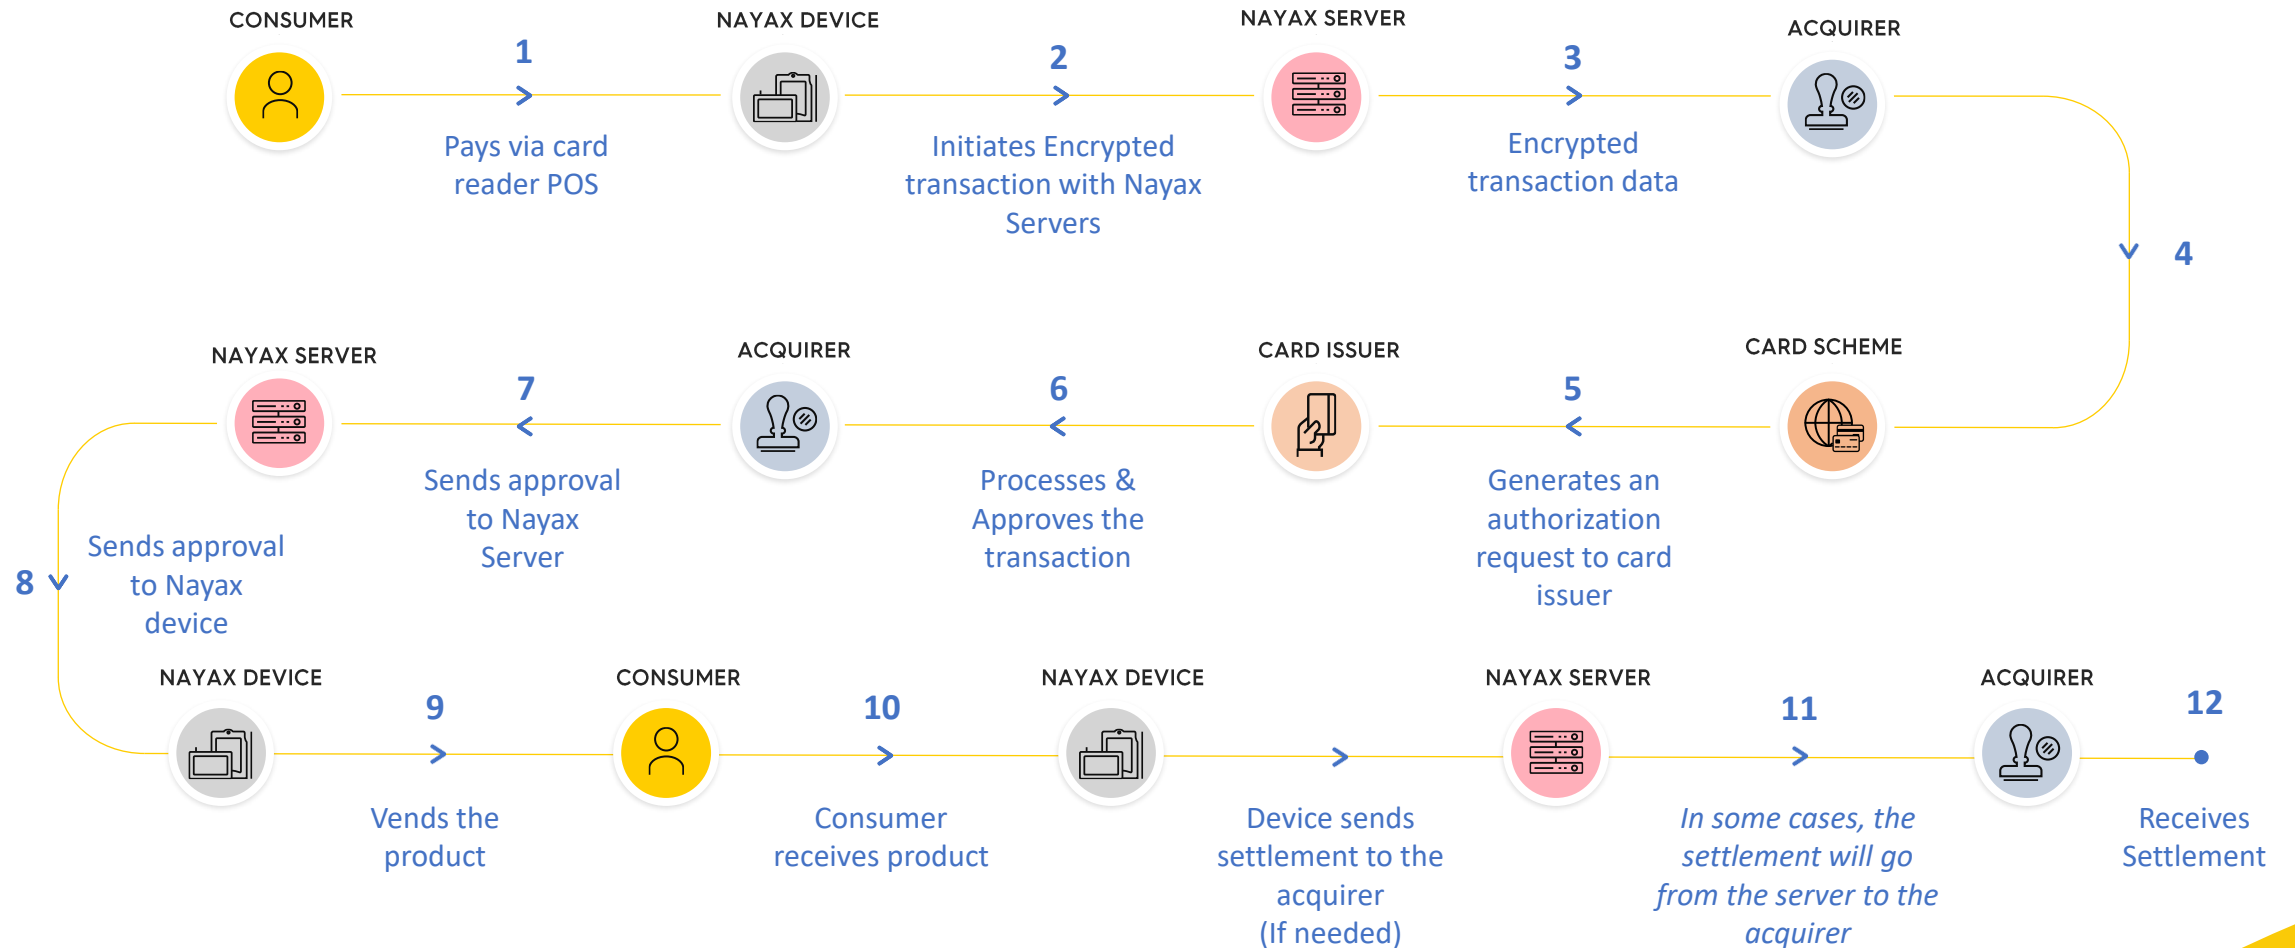 CONSUMER
1
Pays via card
reader POS
NAYAX DEVICE
2
Initiates Encrypted
transaction with Nayax
Servers
NAYAX SERVER
3
Encrypted
transaction data
ACQUIRER
4
CARD SCHEME
5
Generates an
authorization
request to card
issuer
CARD ISSUER
6
Processes &
Approves the
transaction
ACQUIRER
7
Sends approval
to Nayax
Server
NAYAX SERVER
8
Sends approval
to Nayax
device
NAYAX DEVICE
9
Vends the
product
CONSUMER
10
Consumer
receives product
NAYAX DEVICE
Device sends
settlement to the
acquirer
(If needed)
NAYAX SERVER
11
In some cases, the
settlement will go
from the server to the
acquirer
ACQUIRER
12
Receives
Settlement